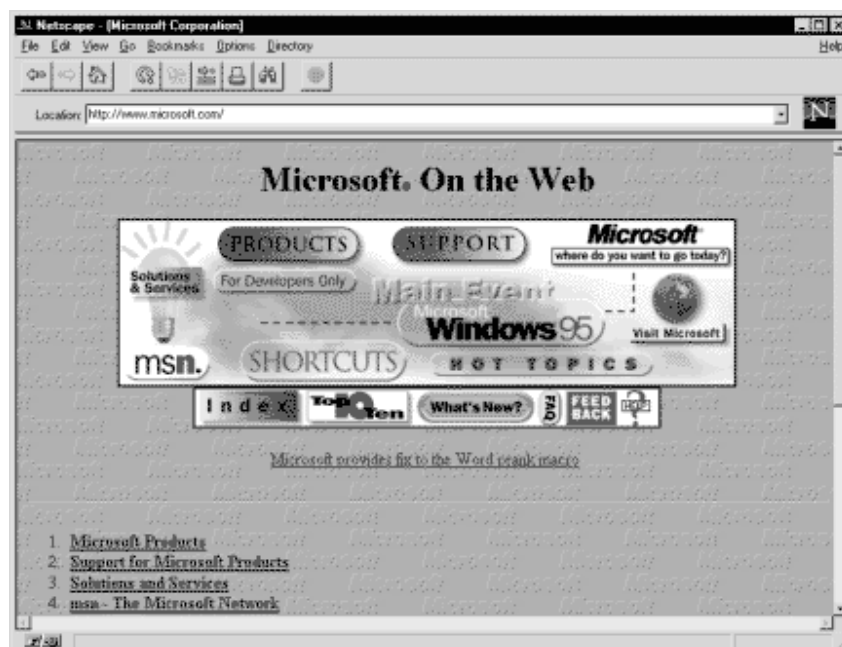 Netscape - [Microsoft Corporation]
File Edit View Go Bookmarks Options Directory Help
Location: http://www.microsoft.com/
N
Microsoft® On the Web
PRODUCTS SUPPORT Microsoft®
where do you want to go today?
Solutions & Services
For Developers Only
Main Event
Microsoft
Windows 95
Visit Microsoft
msn.
SHORTCUTS
HOT TOPICS
Index Top 10 Ten What's New? FAQ FEED BACK HELP
Microsoft provides fix to the Word prank macro
1. Microsoft Products
2. Support for Microsoft Products
3. Solutions and Services
4. msn - The Microsoft Network